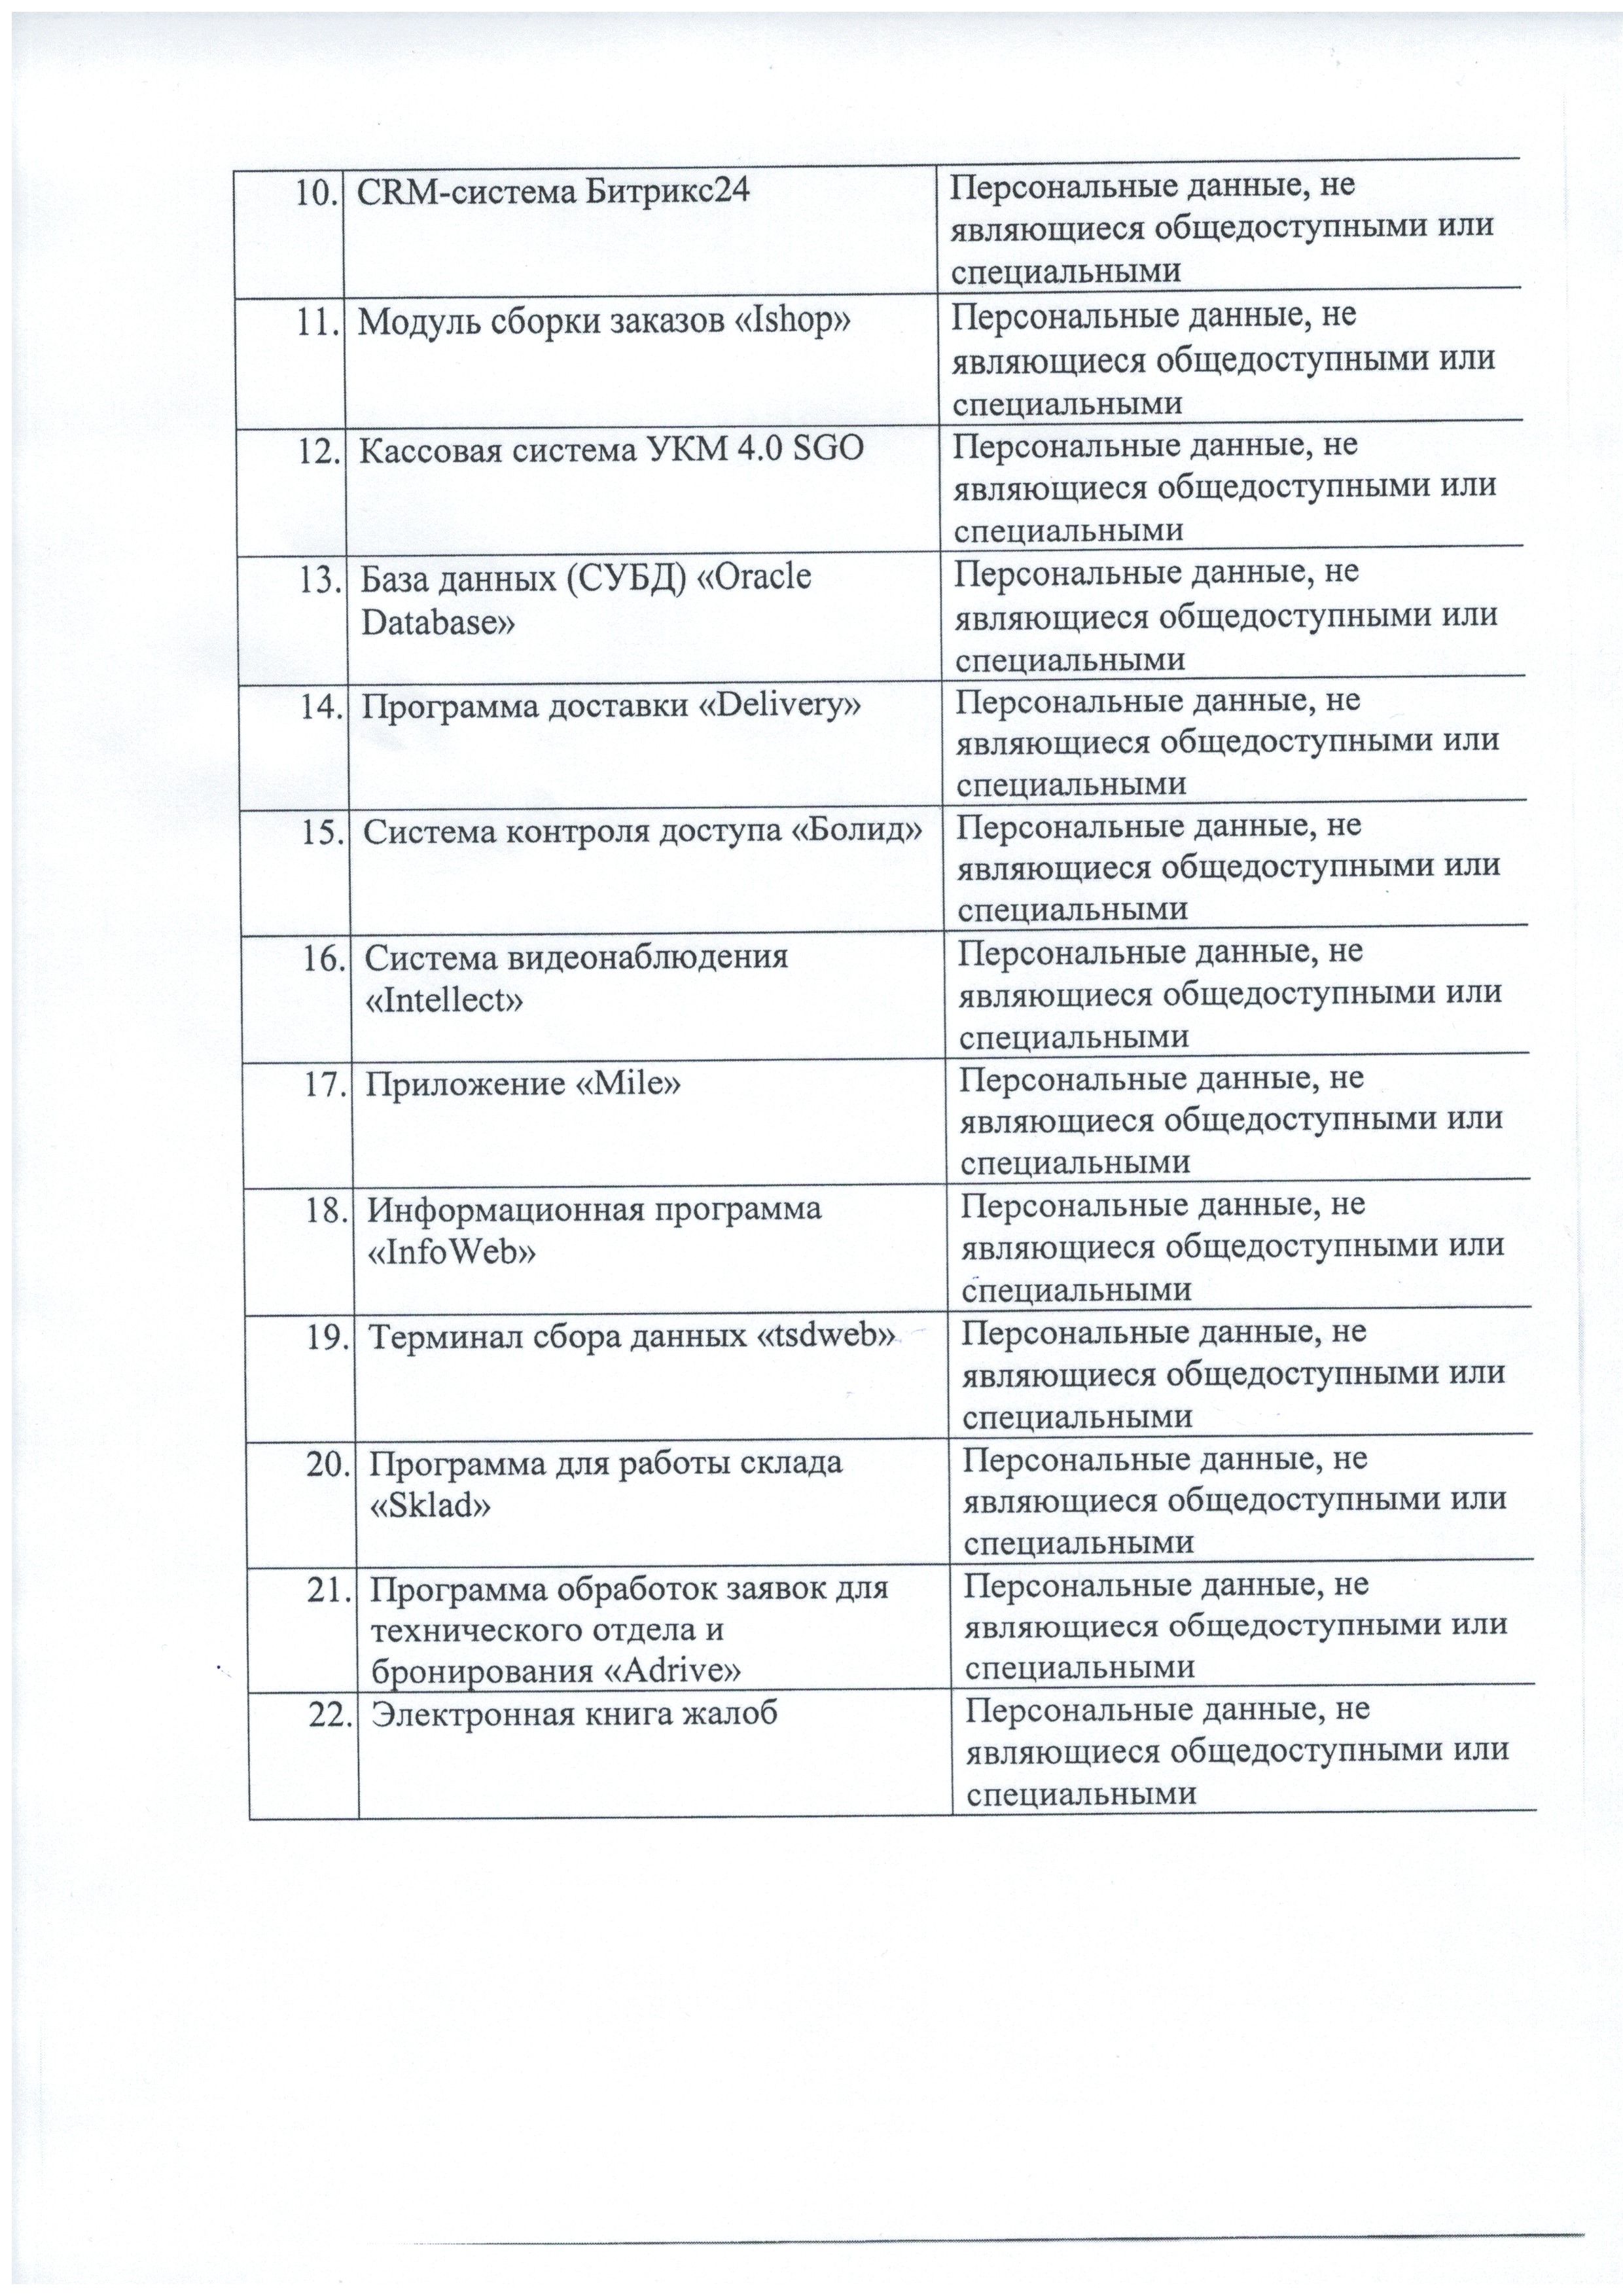 10. CRM-система Битрикс24
Персональные данные, не
являющиеся общедоступными или
специальными
11. Модуль сборки заказов «Ishop»
Персональные данные, не
являющиеся общедоступными или
специальными
12. Кассовая система УКМ 4.0 SGO
Персональные данные, не
являющиеся общедоступными или
специальными
13. База данных (СУБД) «Oracle
Database»
Персональные данные, не
являющиеся общедоступными или
специальными
14. Программа доставки «Delivery»
Персональные данные, не
являющиеся общедоступными или
специальными
15. Система контроля доступа «Болид»
Персональные данные, не
являющиеся общедоступными или
специальными
16. Система видеонаблюдения
«Intellect»
Персональные данные, не
являющиеся общедоступными или
специальными
17. Приложение «Mile»
Персональные данные, не
являющиеся общедоступными или
специальными
18. Информационная программа
«InfoWeb»
Персональные данные, не
являющиеся общедоступными или
специальными
19. Терминал сбора данных «tsdweb»
Персональные данные, не
являющиеся общедоступными или
специальными
20. Программа для работы склада
«Sklad»
Персональные данные, не
являющиеся общедоступными или
специальными
21. Программа обработок заявок для
технического отдела и
бронирования «Adrive»
Персональные данные, не
являющиеся общедоступными или
специальными
22. Электронная книга жалоб
Персональные данные, не
являющиеся общедоступными или
специальными